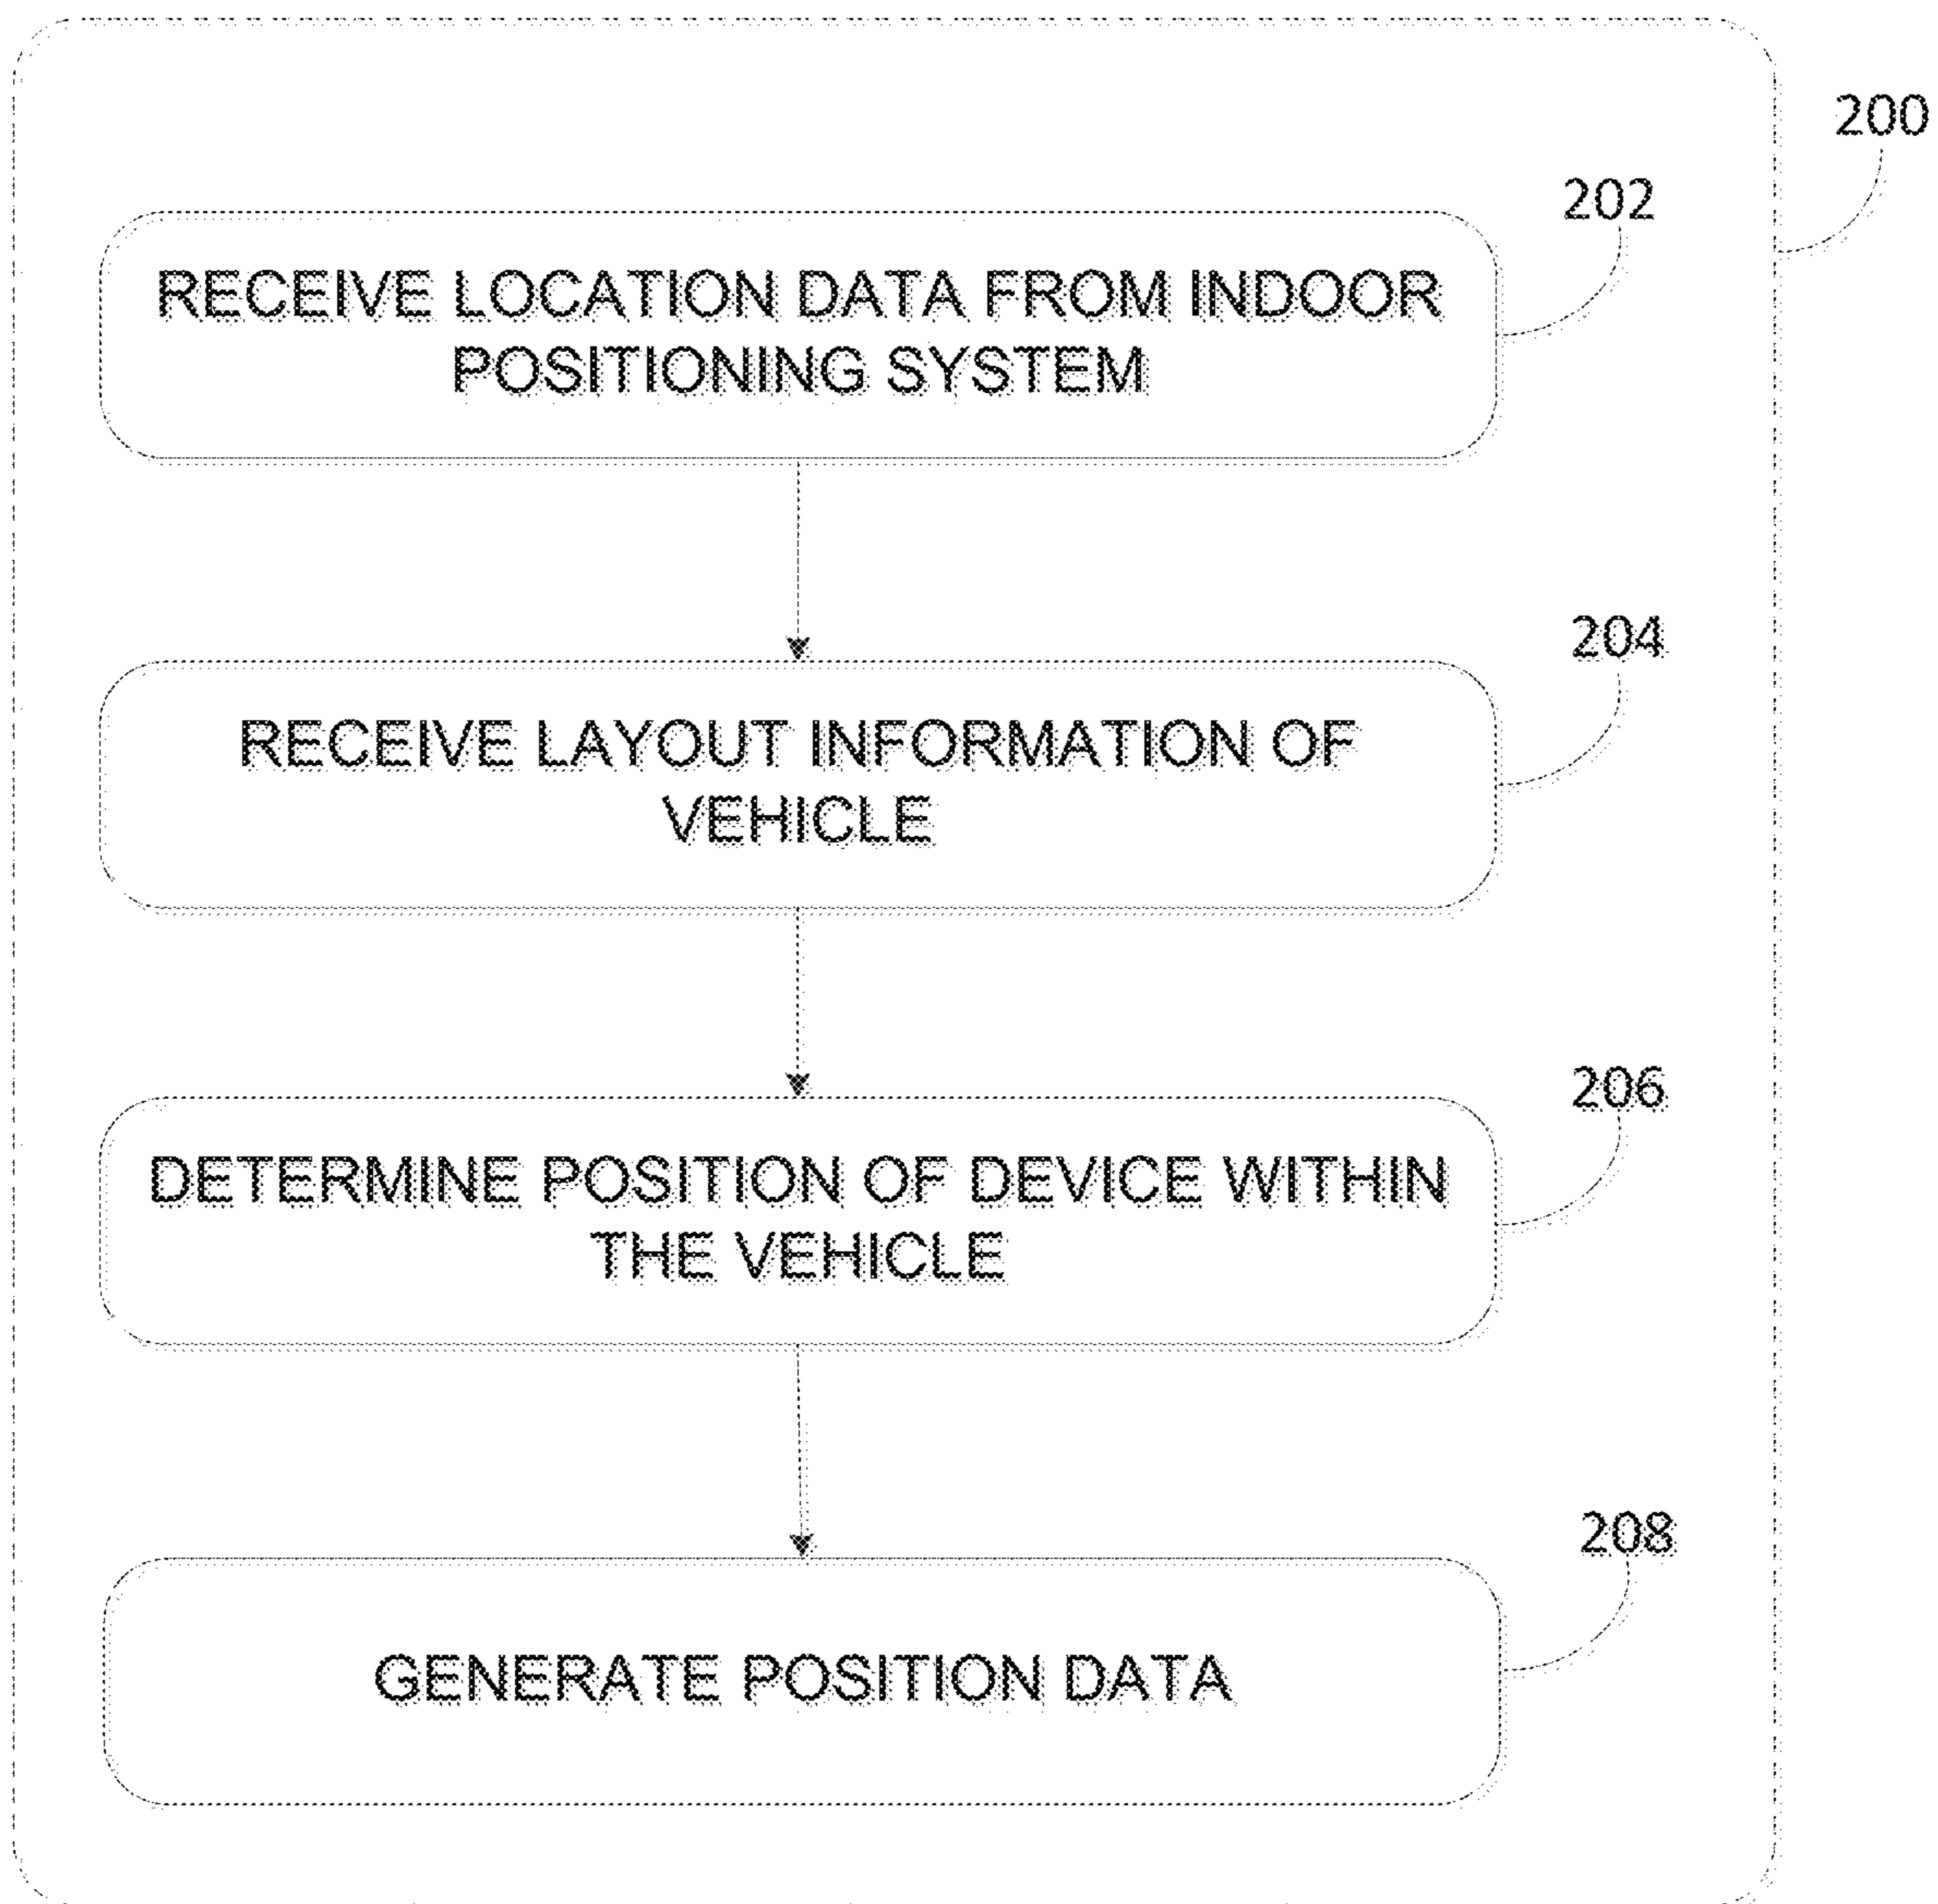 200
202
RECEIVE LOCATION DATA FROM INDOOR
POSITIONING SYSTEM
204
RECEIVE LAYOUT INFORMATION OF
VEHICLE
206
DETERMINE POSITION OF DEVICE WITHIN
THE VEHICLE
208
GENERATE POSITION DATA